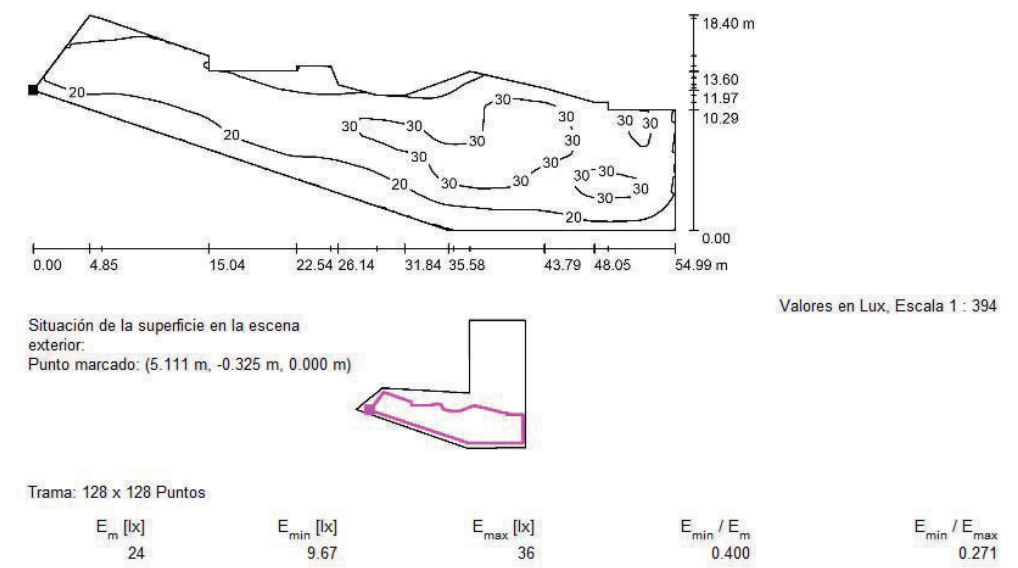 18.40 m
13.60
11.97
10.29
20
30
30
30
30
30
30
20
30
30
30
20
30
30
30
30
30
30
30
20
0.00
0.00 4.85 15.04 22.54 26.14 31.84 35.58 43.79 48.05 54.99 m
Valores en Lux, Escala 1 : 394
Situación de la superficie en la escena
exterior:
Punto marcado: (5.111 m, -0.325 m, 0.000 m)
Trama: 128 x 128 Puntos
Em [lx] Emin [lx] Emax [lx] Emin / Em Emin / Emax
24 9.67 36 0.400 0.271